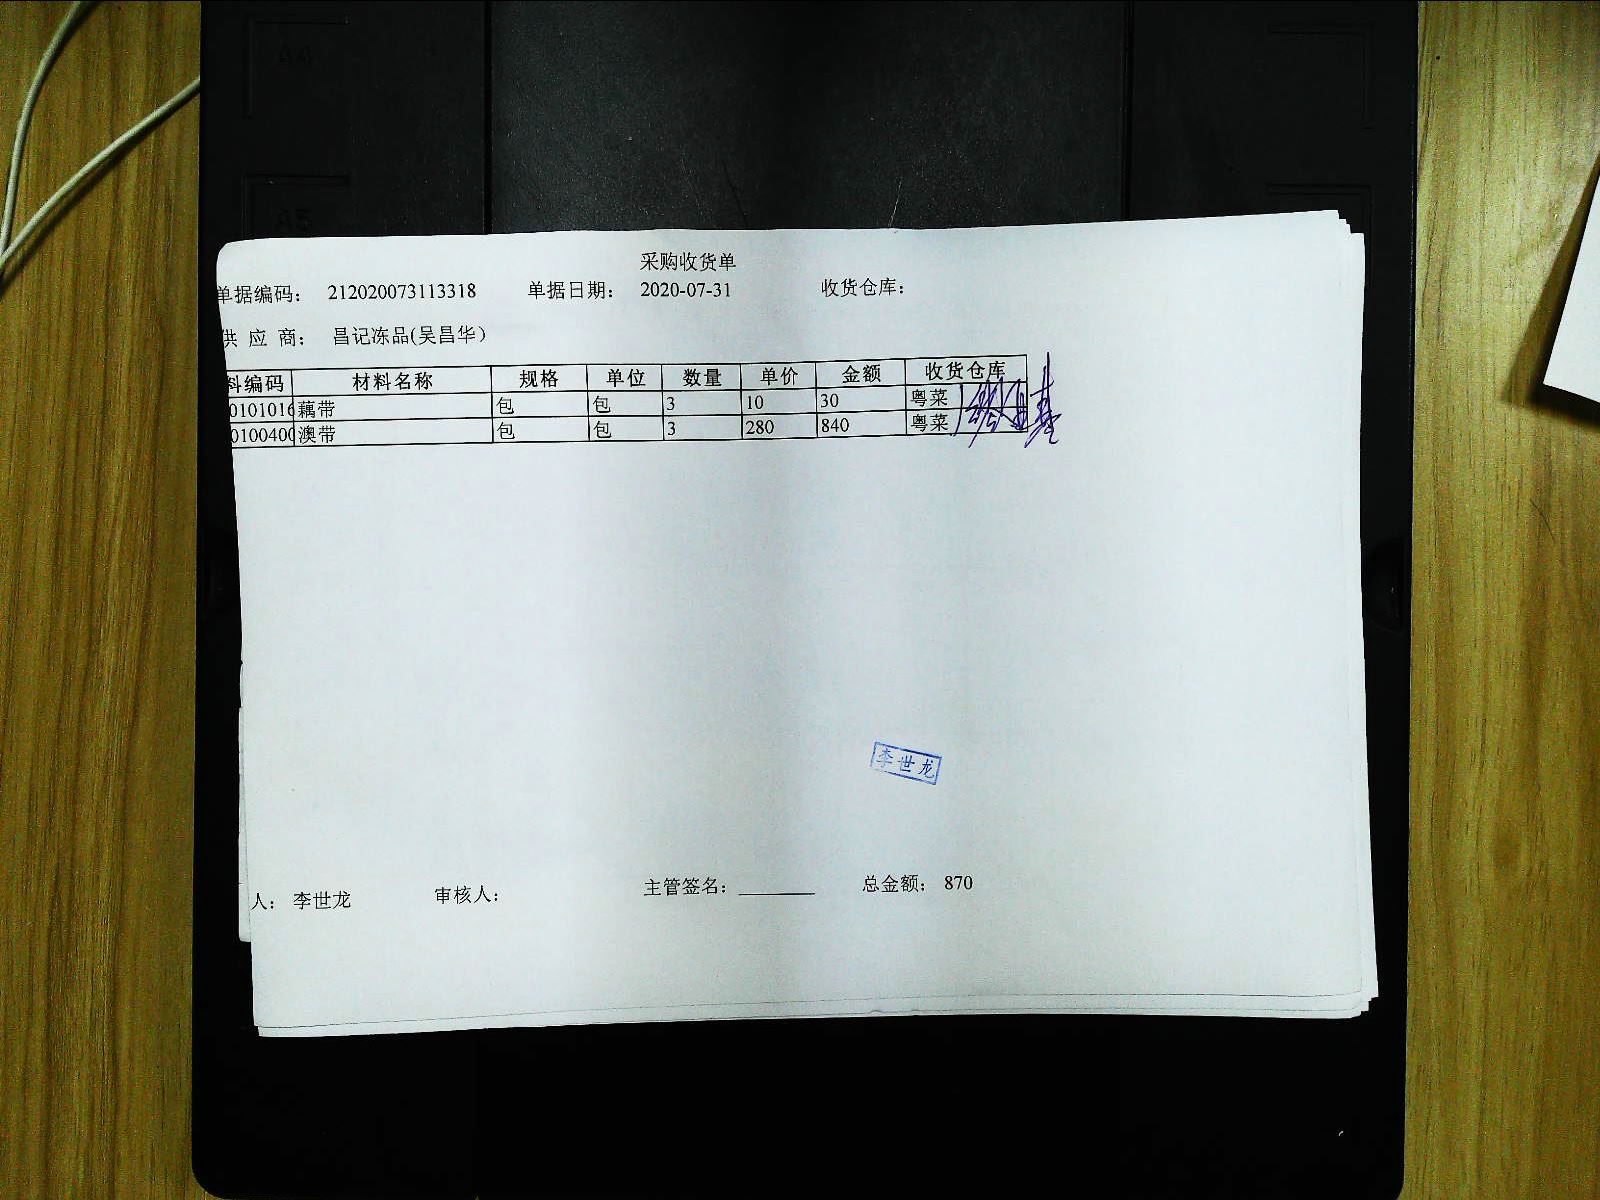 采购收货单
单据编码： 212020073113318 单据日期： 2020-07-31 收货仓库：
供 应 商： 昌记冻品(吴昌华)
料编码 材料名称 规格 单位 数量 单价 金额 收货仓库
0101016 藕带 包 包 3 10 30 粤菜
0100400 澳带 包 包 3 280 840 粤菜
李世龙
人： 李世龙 审核人： 主管签名： 总金额： 870